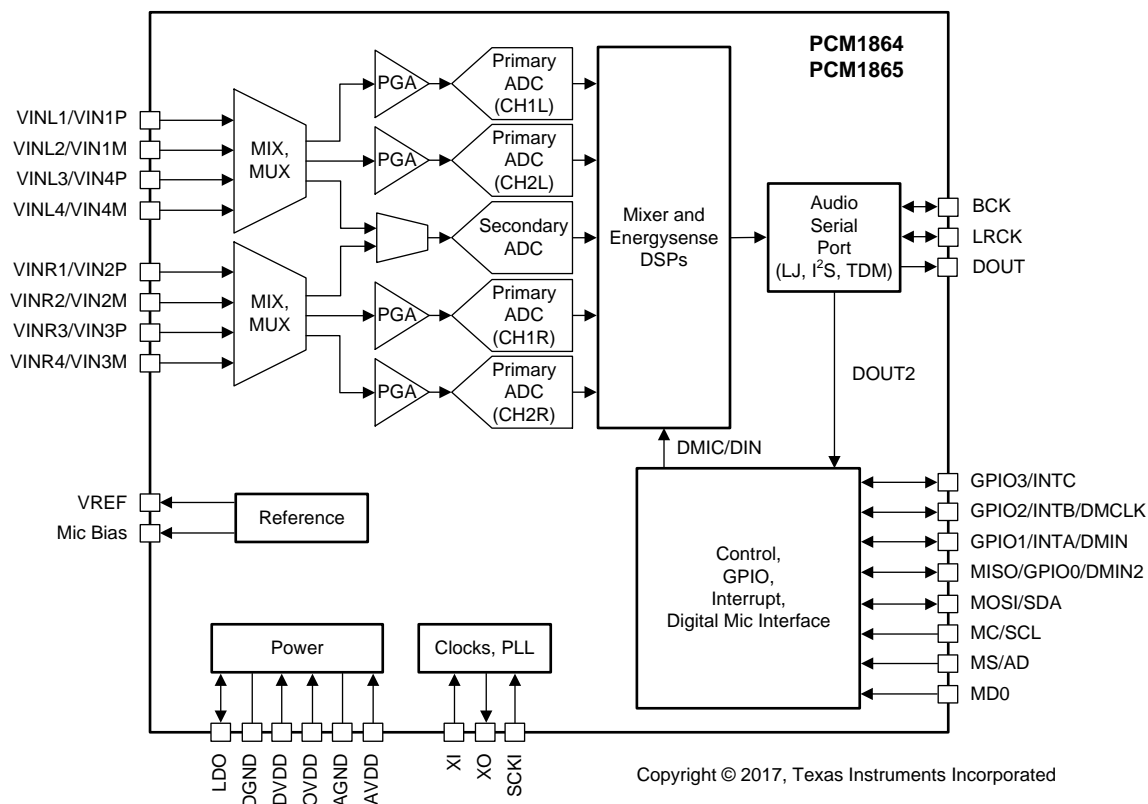 PCM1864
PCM1865
VINL1/VIN1P
VINL2/VIN1M
VINL3/VIN4P
VINL4/VIN4M
VINR1/VIN2P
VINR2/VIN2M
VINR3/VIN3P
VINR4/VIN3M
MIX,
MUX
MIX,
MUX
PGA
Primary
ADC
(CH1L)
PGA
Primary
ADC
(CH2L)
Secondary
ADC
PGA
Primary
ADC
(CH1R)
PGA
Primary
ADC
(CH2R)
Mixer and
Energysense
DSPs
Audio
Serial
Port
(LJ, I²S, TDM)
BCK
LRCK
DOUT
DOUT2
DMIC/DIN
VREF
Mic Bias
Reference
Control,
GPIO,
Interrupt,
Digital Mic Interface
GPIO3/INTC
GPIO2/INTB/DMCLK
GPIO1/INTA/DMIN
MISO/GPIO0/DMIN2
MOSI/SDA
MC/SCL
MS/AD
MD0
Power
Clocks, PLL
LDO
DGND
DVDD
IOVDD
AGND
AVDD
XI
XO
SCKI
Copyright © 2017, Texas Instruments Incorporated